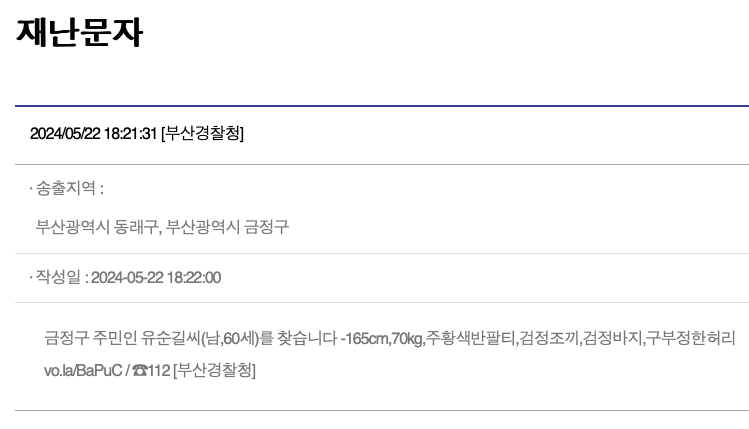 재난문자
2024/05/22 18:21:31 [부산경찰청]
· 송출지역 :
부산광역시 동래구, 부산광역시 금정구
· 작성일 : 2024-05-22 18:22:00
금정구 주민인 유순길씨(남,60세)를 찾습니다 -165cm,70kg,주황색반팔티,검정조끼,검정바지,구부정한허리
vo.la/BaPuC / ☎112 [부산경찰청]